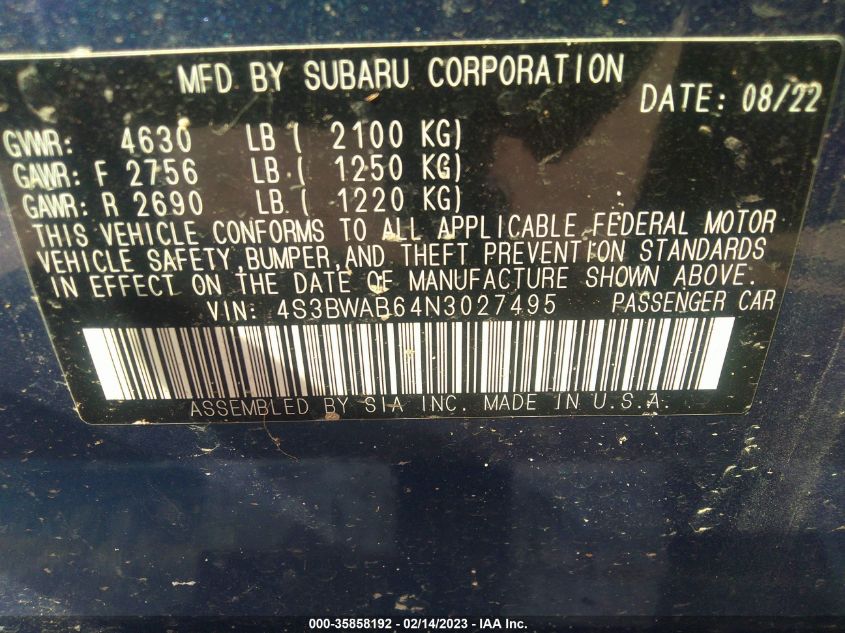 MFD BY SUBARU CORPORATION
DATE: 08/22
GVWR: 4630 LB ( 2100 KG)
GAWR: F 2756 LB ( 1250 KG)
GAWR: R 2690 LB ( 1220 KG)
THIS VEHICLE CONFORMS TO ALL APPLICABLE FEDERAL MOTOR
VEHICLE SAFETY, BUMPER, AND THEFT PREVENTION STANDARDS
IN EFFECT ON THE DATE OF MANUFACTURE SHOWN ABOVE.
VIN: 4S3BWAB64N3027495 PASSENGER CAR
ASSEMBLED BY SIA INC. MADE IN U.S.A.
000-35858192 - 02/14/2023 - IAA Inc.